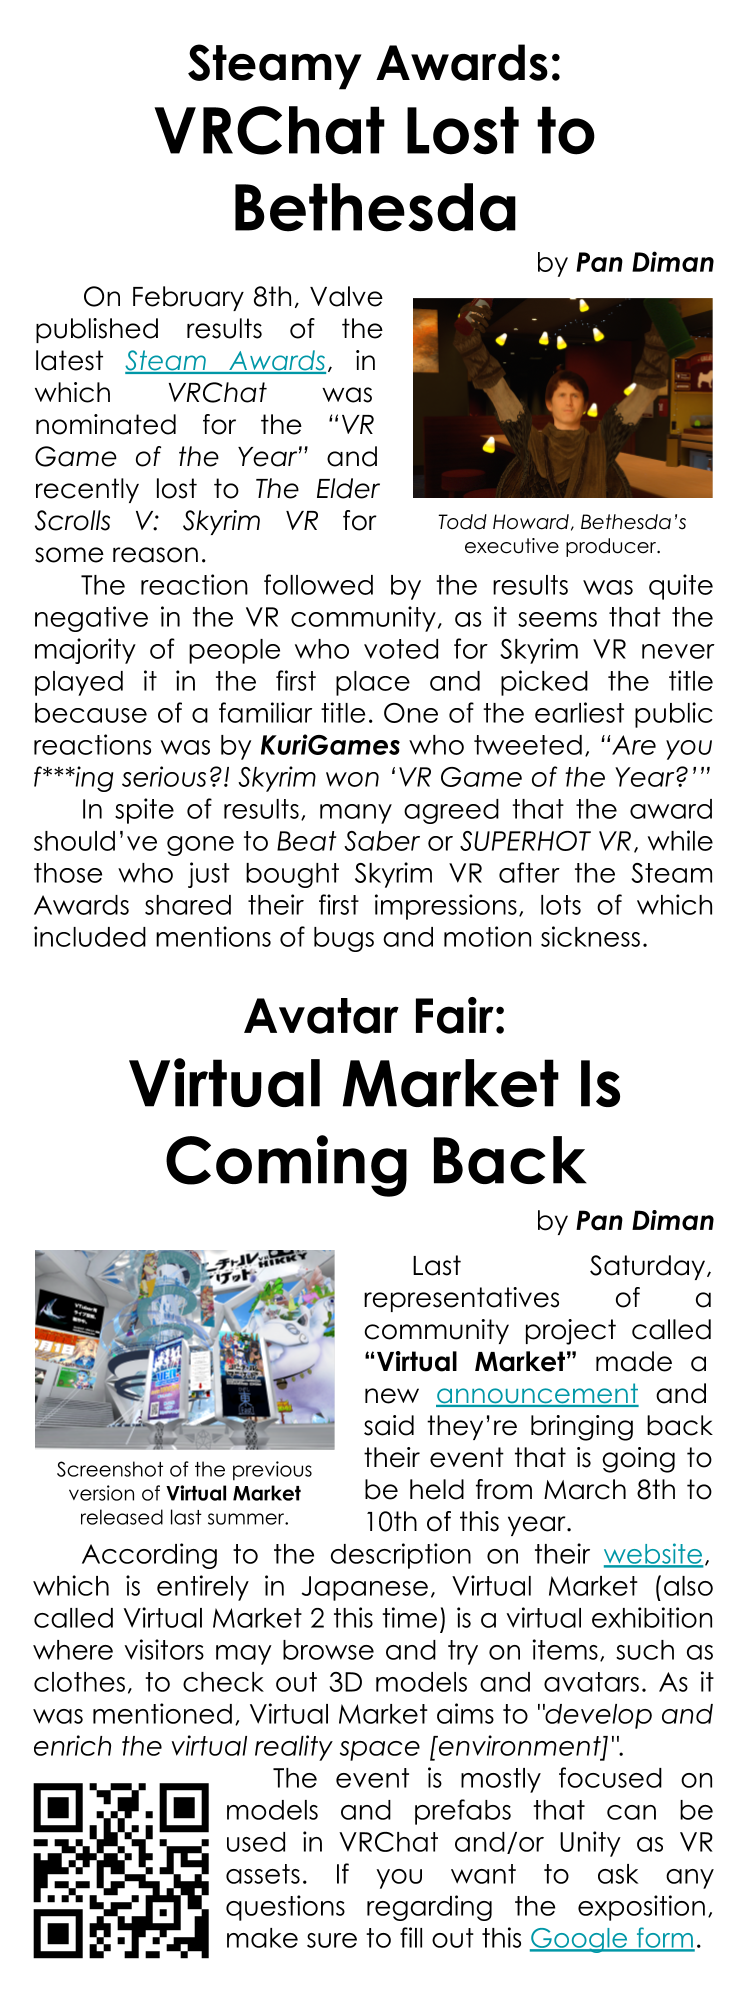 Steamy Awards:
VRChat Lost to
Bethesda
by Pan Diman
On February 8th, Valve
published results of the
latest Steam Awards, in
which VRChat was
nominated for the “VR
Game of the Year” and
recently lost to The Elder
Scrolls V: Skyrim VR for
some reason.
Todd Howard, Bethesda’s
executive producer.
The reaction followed by the results was quite
negative in the VR community, as it seems that the
majority of people who voted for Skyrim VR never
played it in the first place and picked the title
because of a familiar title. One of the earliest public
reactions was by KuriGames who tweeted, “Are you
f***ing serious?! Skyrim won ‘VR Game of the Year?’”
In spite of results, many agreed that the award
should’ve gone to Beat Saber or SUPERHOT VR, while
those who just bought Skyrim VR after the Steam
Awards shared their first impressions, lots of which
included mentions of bugs and motion sickness.
Avatar Fair:
Virtual Market Is
Coming Back
by Pan Diman
Screenshot of the previous
version of Virtual Market
released last summer.
Last Saturday,
representatives of a
community project called
“Virtual Market” made a
new announcement and
said they’re bringing back
their event that is going to
be held from March 8th to
10th of this year.
According to the description on their website,
which is entirely in Japanese, Virtual Market (also
called Virtual Market 2 this time) is a virtual exhibition
where visitors may browse and try on items, such as
clothes, to check out 3D models and avatars. As it
was mentioned, Virtual Market aims to "develop and
enrich the virtual reality space [environment]".
The event is mostly focused on
models and prefabs that can be
used in VRChat and/or Unity as VR
assets. If you want to ask any
questions regarding the exposition,
make sure to fill out this Google form.